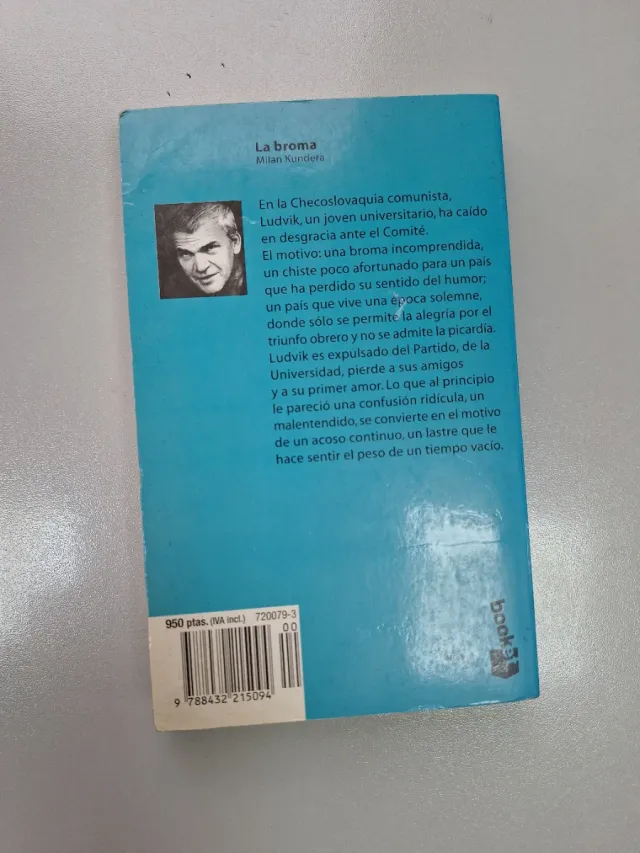 La broma
Milan Kundera
En la Checoslovaquia comunista,
Ludvik, un joven universitario, ha caído
en desgracia ante el Comité.
El motivo: una broma incomprendida,
un chiste poco afortunado para un país
que ha perdido su sentido del humor;
un país que vive una época solemne,
donde sólo se permite la alegría por el
triunfo obrero y no se admite la picardía.
Ludvik es expulsado del Partido, de la
Universidad, pierde a sus amigos
y a su primer amor. Lo que al principio
le pareció una confusión ridícula, un
malentendido, se convierte en el motivo
de un acoso continuo, un lastre que le
hace sentir el peso de un tiempo vacío.
950 ptas. (IVA incl.) 720079-3
00
9 788432 215094
booket